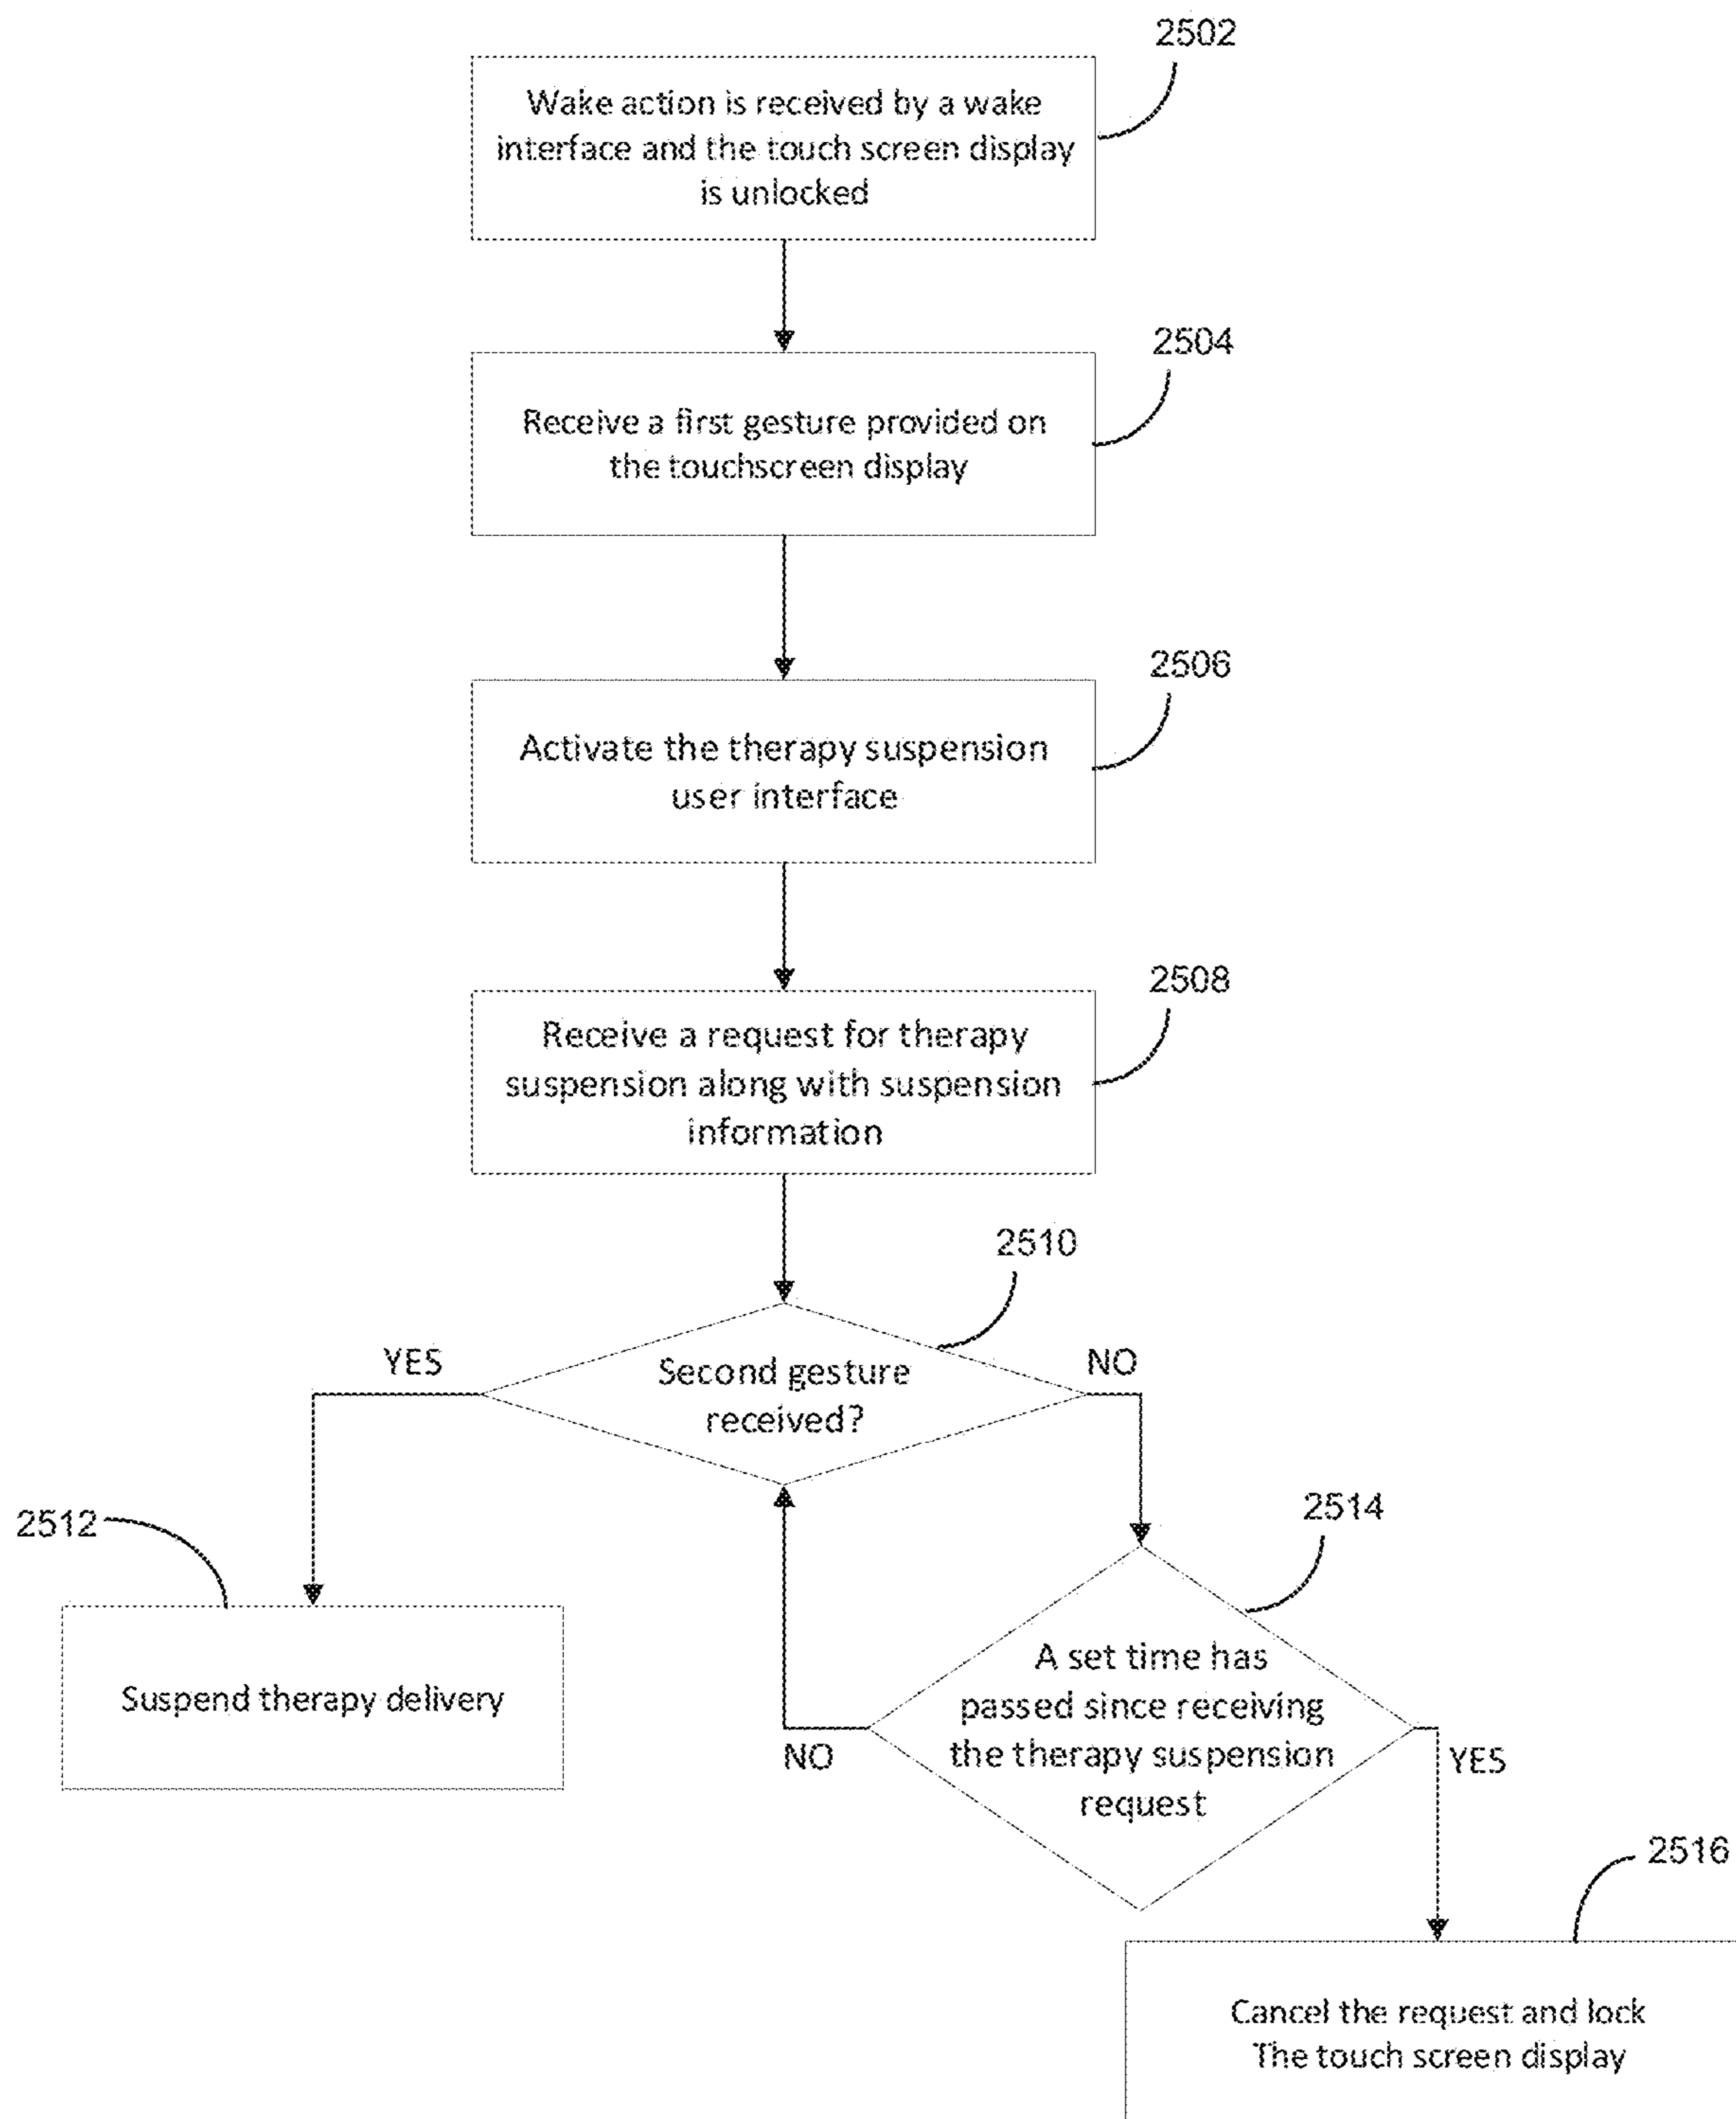 2502
Wake action is received by a wake
interface and the touch screen display
is unlocked
2504
Receive a first gesture provided on
the touchscreen display
2506
Activate the therapy suspension
user interface
2508
Receive a request for therapy
suspension along with suspension
information
2510
YES
Second gesture
received?
NO
2512
Suspend therapy delivery
2514
A set time has
passed since receiving
the therapy suspension
request
NO
YES
2516
Cancel the request and lock
The touch screen display